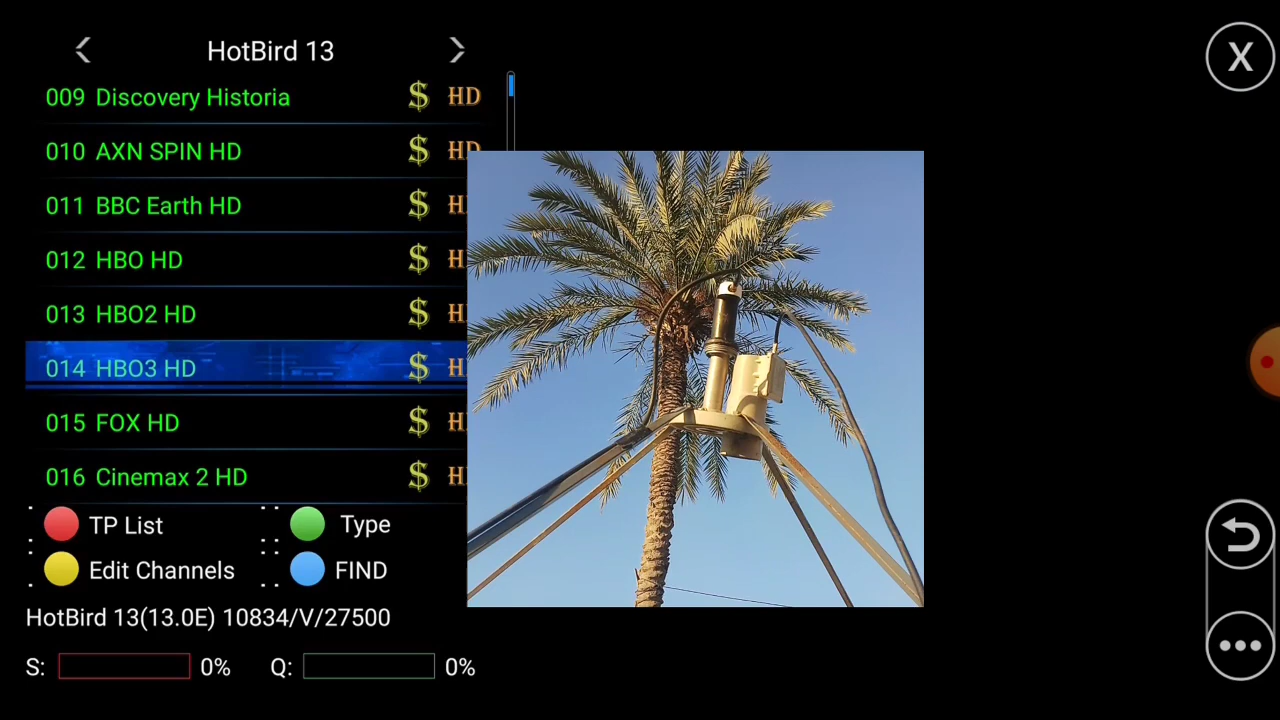 HotBird 13
009 Discovery Historia $ HD
010 AXN SPIN HD $ HD
011 BBC Earth HD $
012 HBO HD $
013 HBO2 HD $
014 HBO3 HD $
015 FOX HD $
016 Cinemax 2 HD $
TP List
Type
Edit Channels
FIND
HotBird 13(13.0E) 10834/V/27500
S: 0% Q: 0%
X